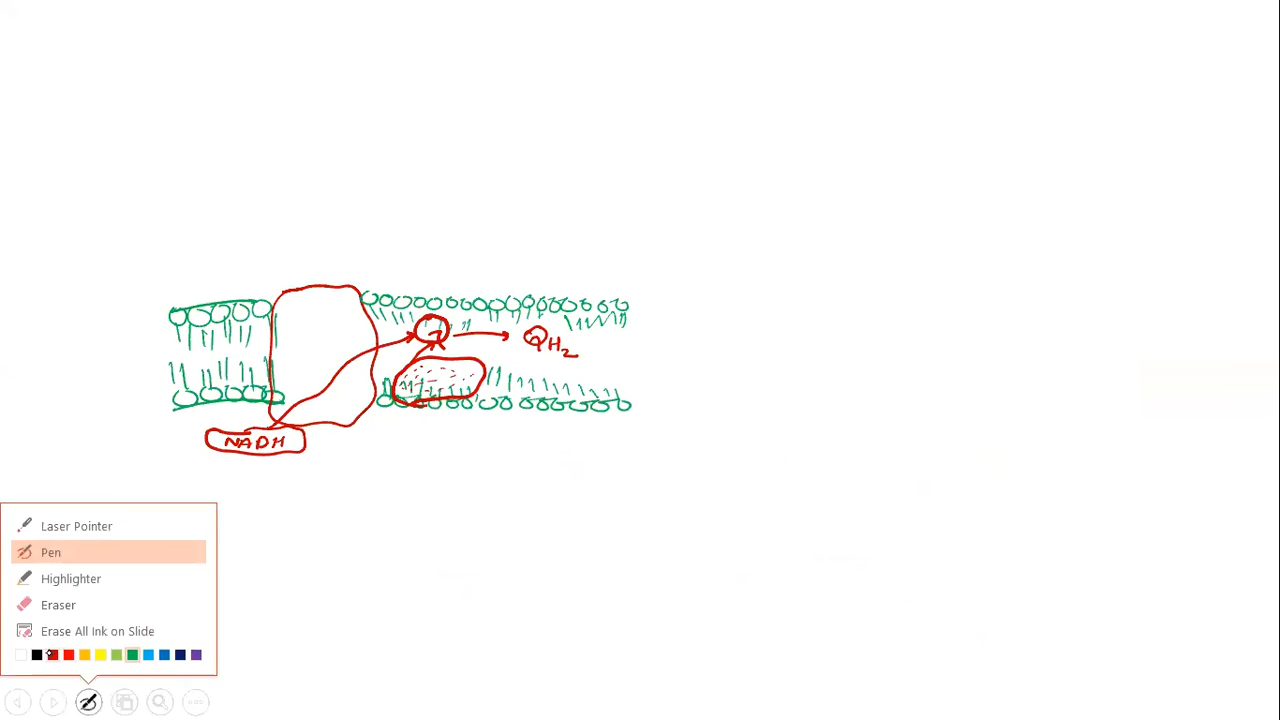 QH2
NADH
Laser Pointer
Pen
Highlighter
Eraser
Erase All Ink on Slide